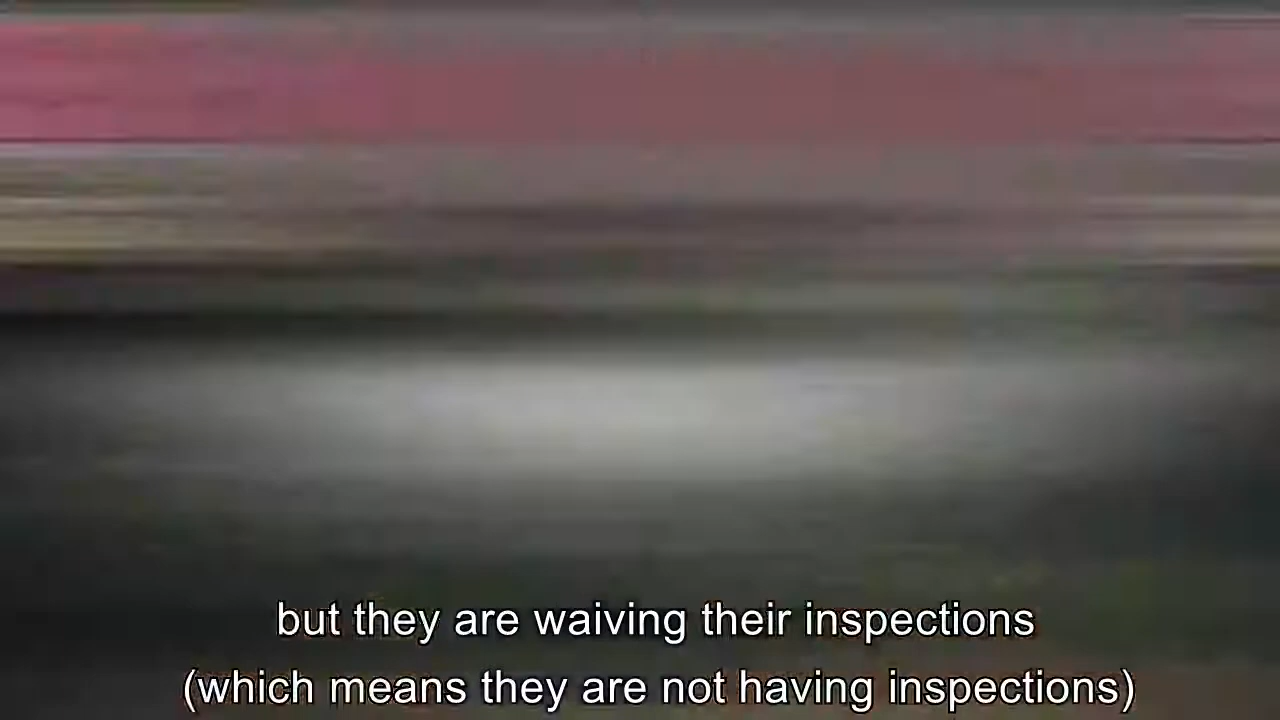 but they are waiving their inspections
(which means they are not having inspections)